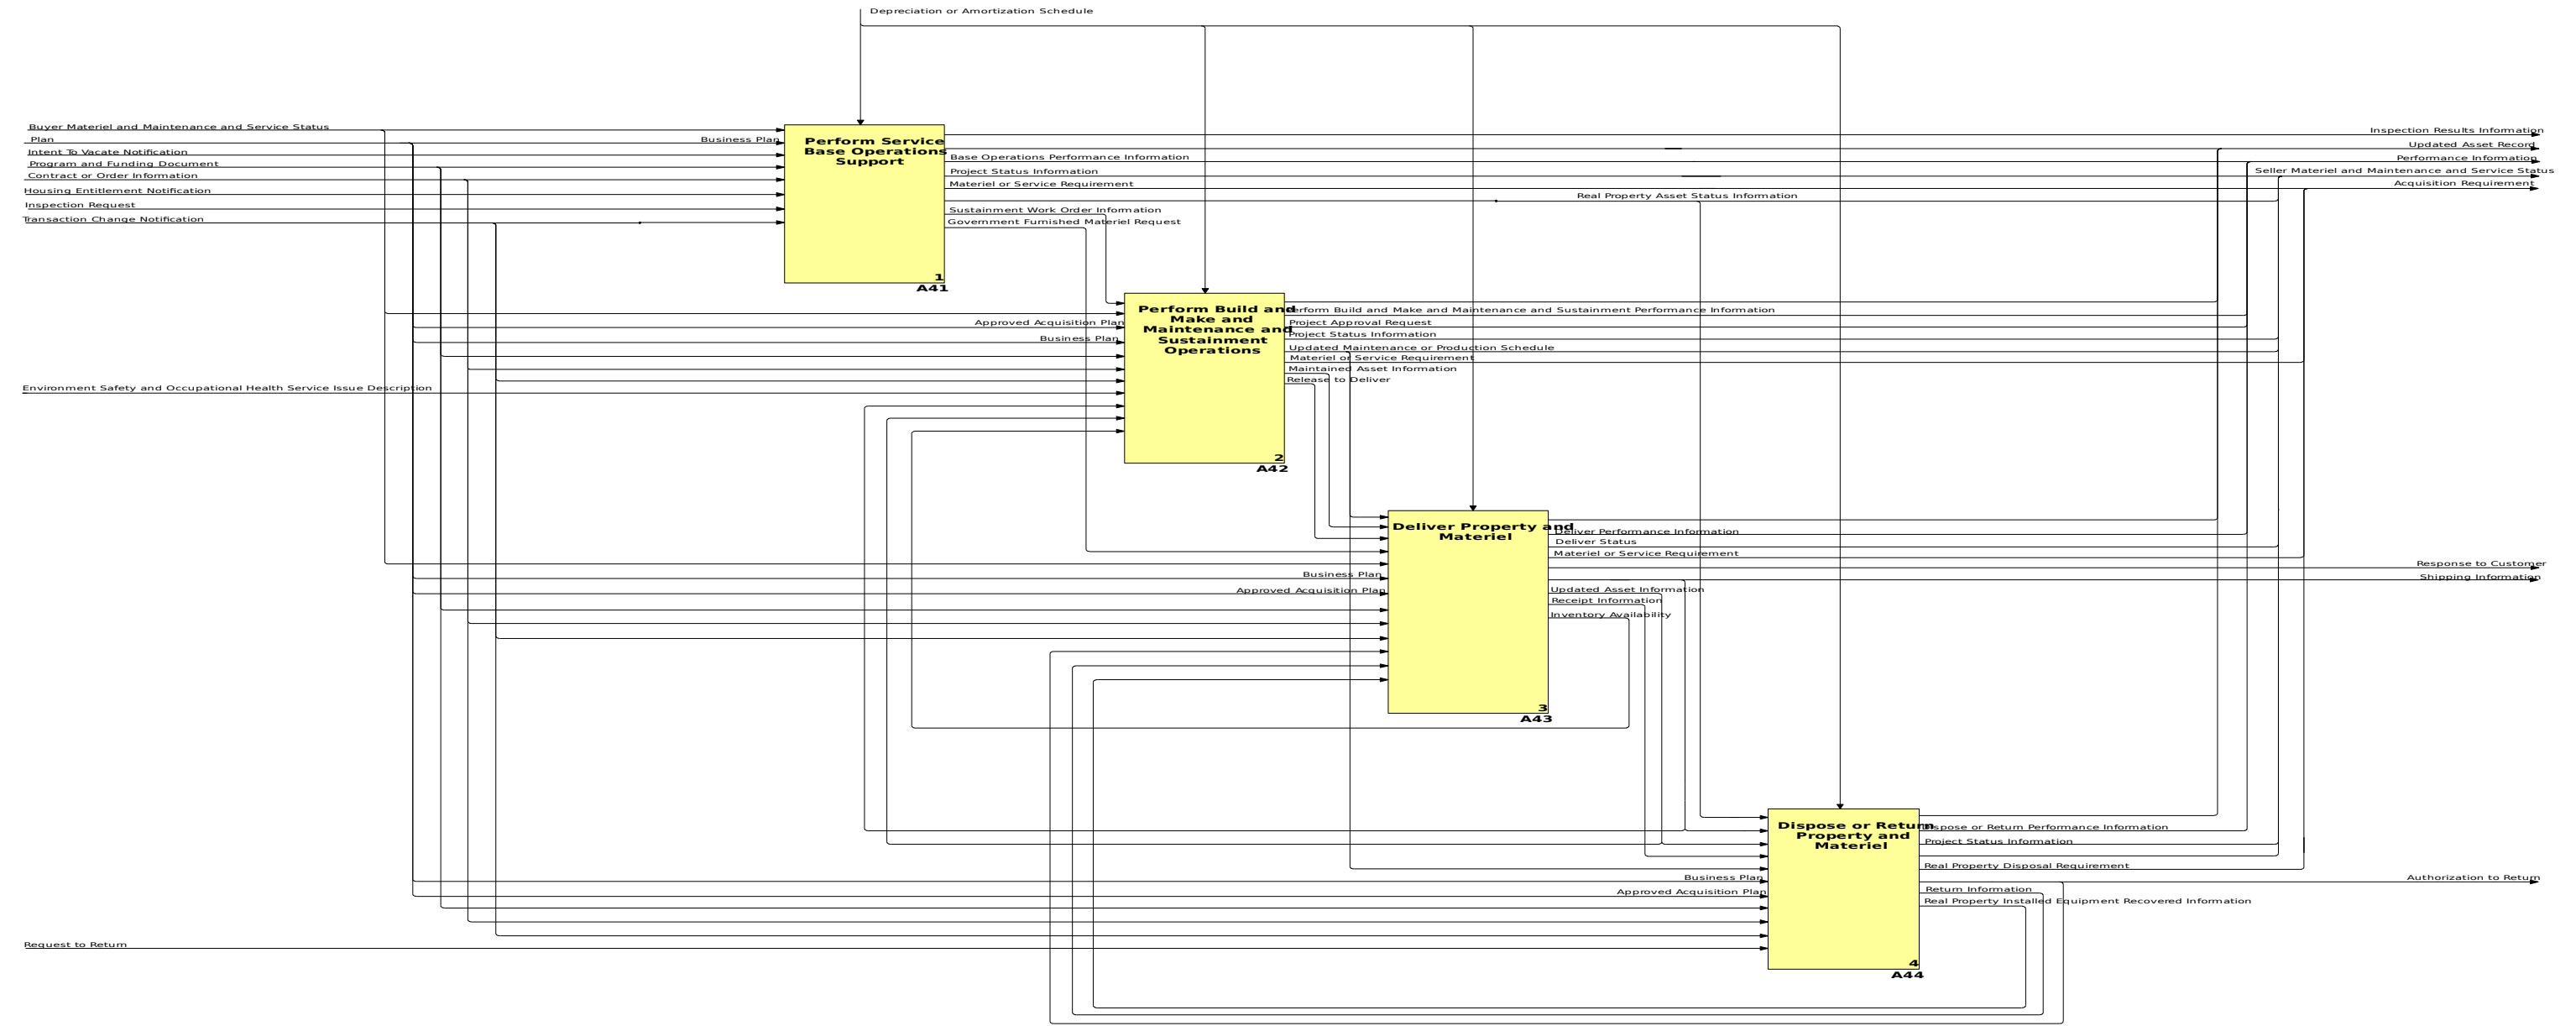 Depreciation or Amortization Schedule
Buyer Materiel and Maintenance and Service Status
Plan
Business Plan
Intent To Vacate Notification
Program and Funding Document
Contract or Order Information
Housing Entitlement Notification
Inspection Request
Transaction Change Notification
Perform Service
Base Operations
Support
1
A41
Inspection Results Information
Updated Asset Record
Base Operations Performance Information
Performance Information
Project Status Information
Seller Materiel and Maintenance and Service Status
Materiel or Service Requirement
Acquisition Requirement
Real Property Asset Status Information
Sustainment Work Order Information
Government Furnished Materiel Request
Approved Acquisition Plan
Business Plan
Environment Safety and Occupational Health Service Issue Description
Perform Build and
Make and
Maintenance and
Sustainment
Operations
2
A42
Perform Build and Make and Maintenance and Sustainment Performance Information
Project Approval Request
Project Status Information
Updated Maintenance or Production Schedule
Materiel or Service Requirement
Maintained Asset Information
Release to Deliver
Business Plan
Approved Acquisition Plan
Deliver Property and
Materiel
3
A43
Deliver Performance Information
Deliver Status
Materiel or Service Requirement
Response to Customer
Shipping Information
Updated Asset Information
Receipt Information
Inventory Availability
Business Plan
Approved Acquisition Plan
Request to Return
Dispose or Return
Property and
Materiel
4
A44
Dispose or Return Performance Information
Project Status Information
Real Property Disposal Requirement
Authorization to Return
Return Information
Real Property Installed Equipment Recovered Information